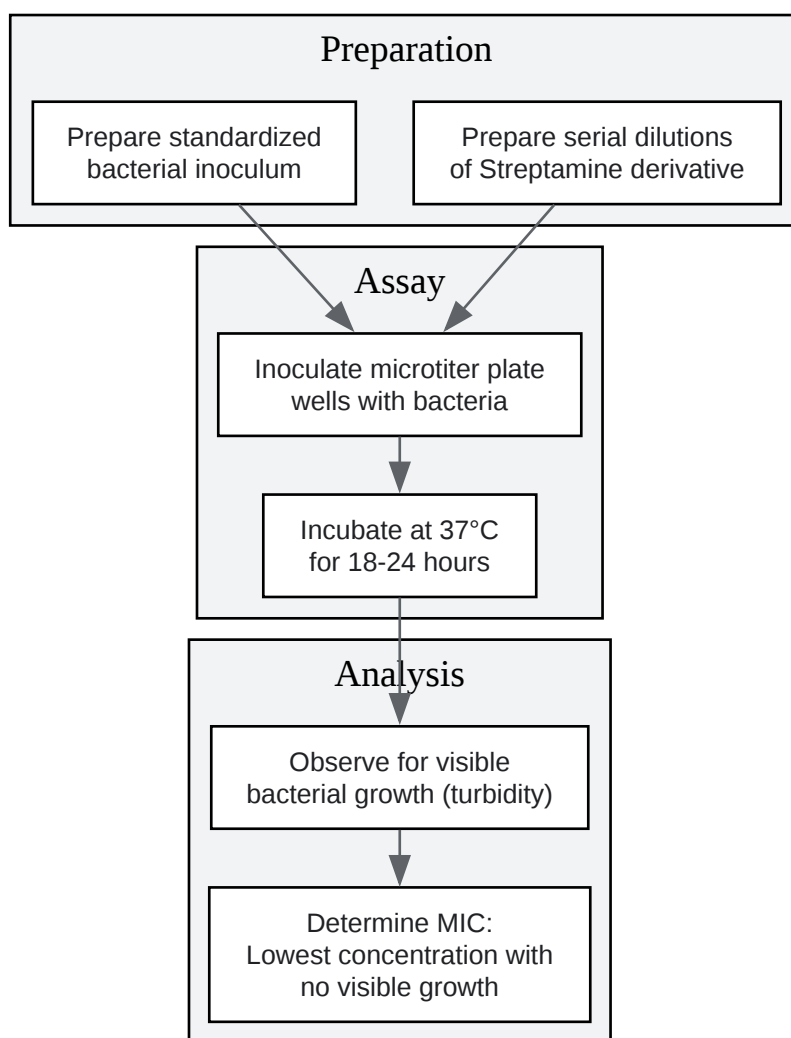 Preparation
Prepare standardized
bacterial inoculum
Prepare serial dilutions
of Streptamine derivative
Assay
Inoculate microtiter plate
wells with bacteria
Incubate at 37°C
for 18-24 hours
Analysis
Observe for visible
bacterial growth (turbidity)
Determine MIC:
Lowest concentration with
no visible growth